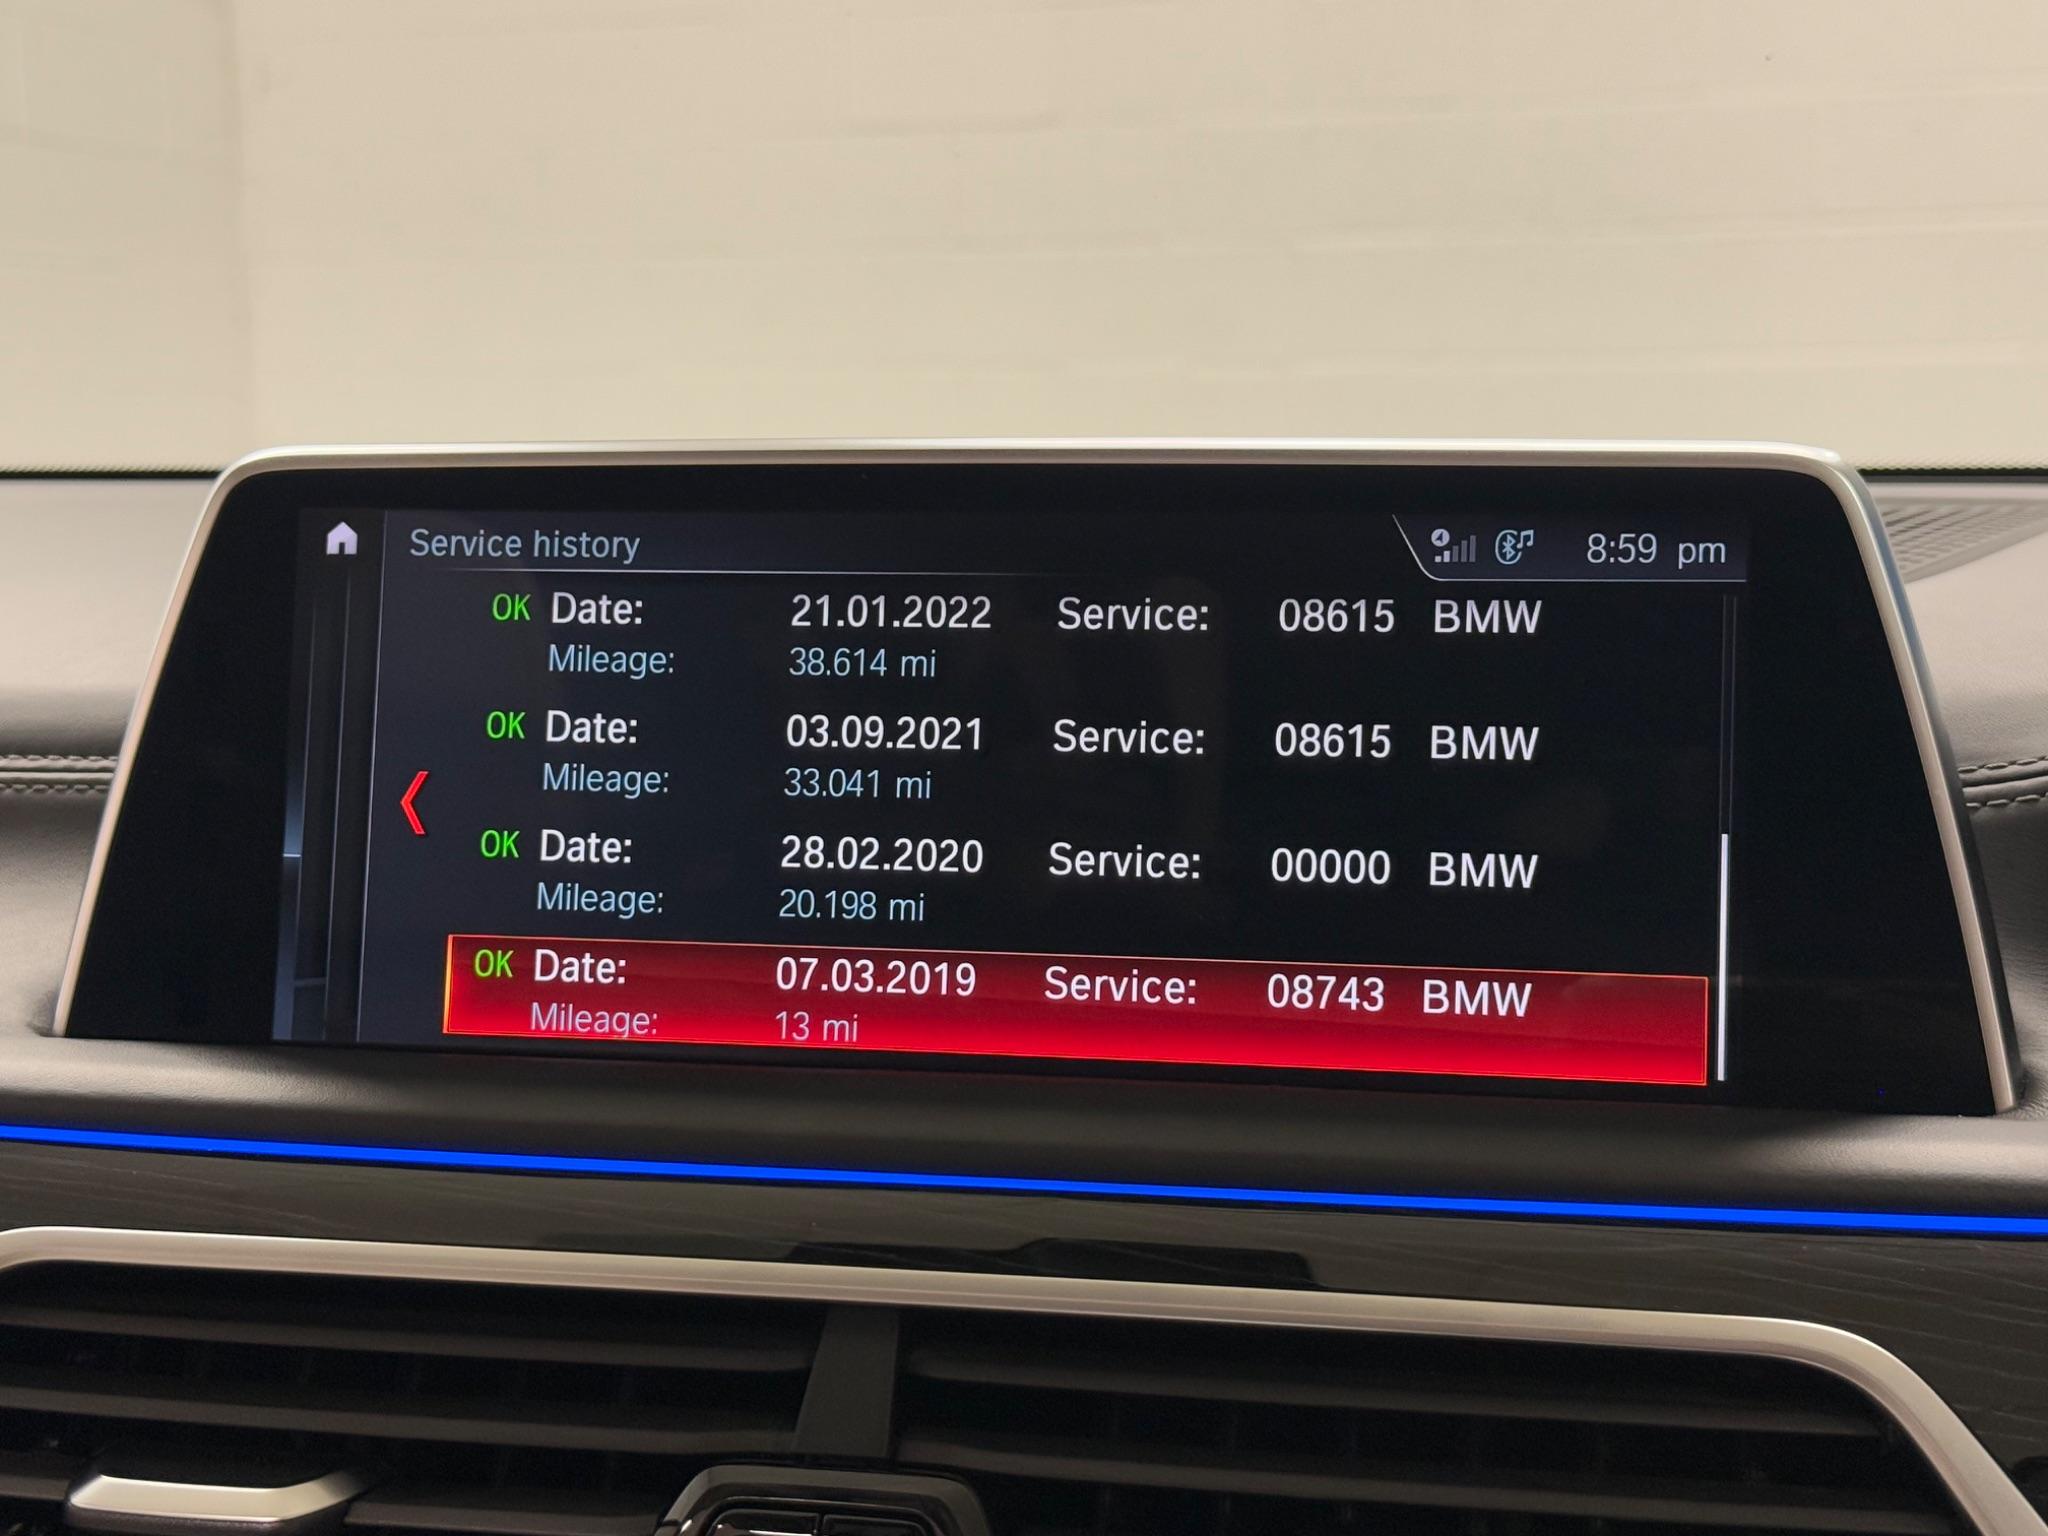 Service history 8:59 pm
OK Date: 21.01.2022 Service: 08615 BMW
Mileage: 38.614 mi
OK Date: 03.09.2021 Service: 08615 BMW
Mileage: 33.041 mi
OK Date: 28.02.2020 Service: 00000 BMW
Mileage: 20.198 mi
OK Date: 07.03.2019 Service: 08743 BMW
Mileage: 13 mi